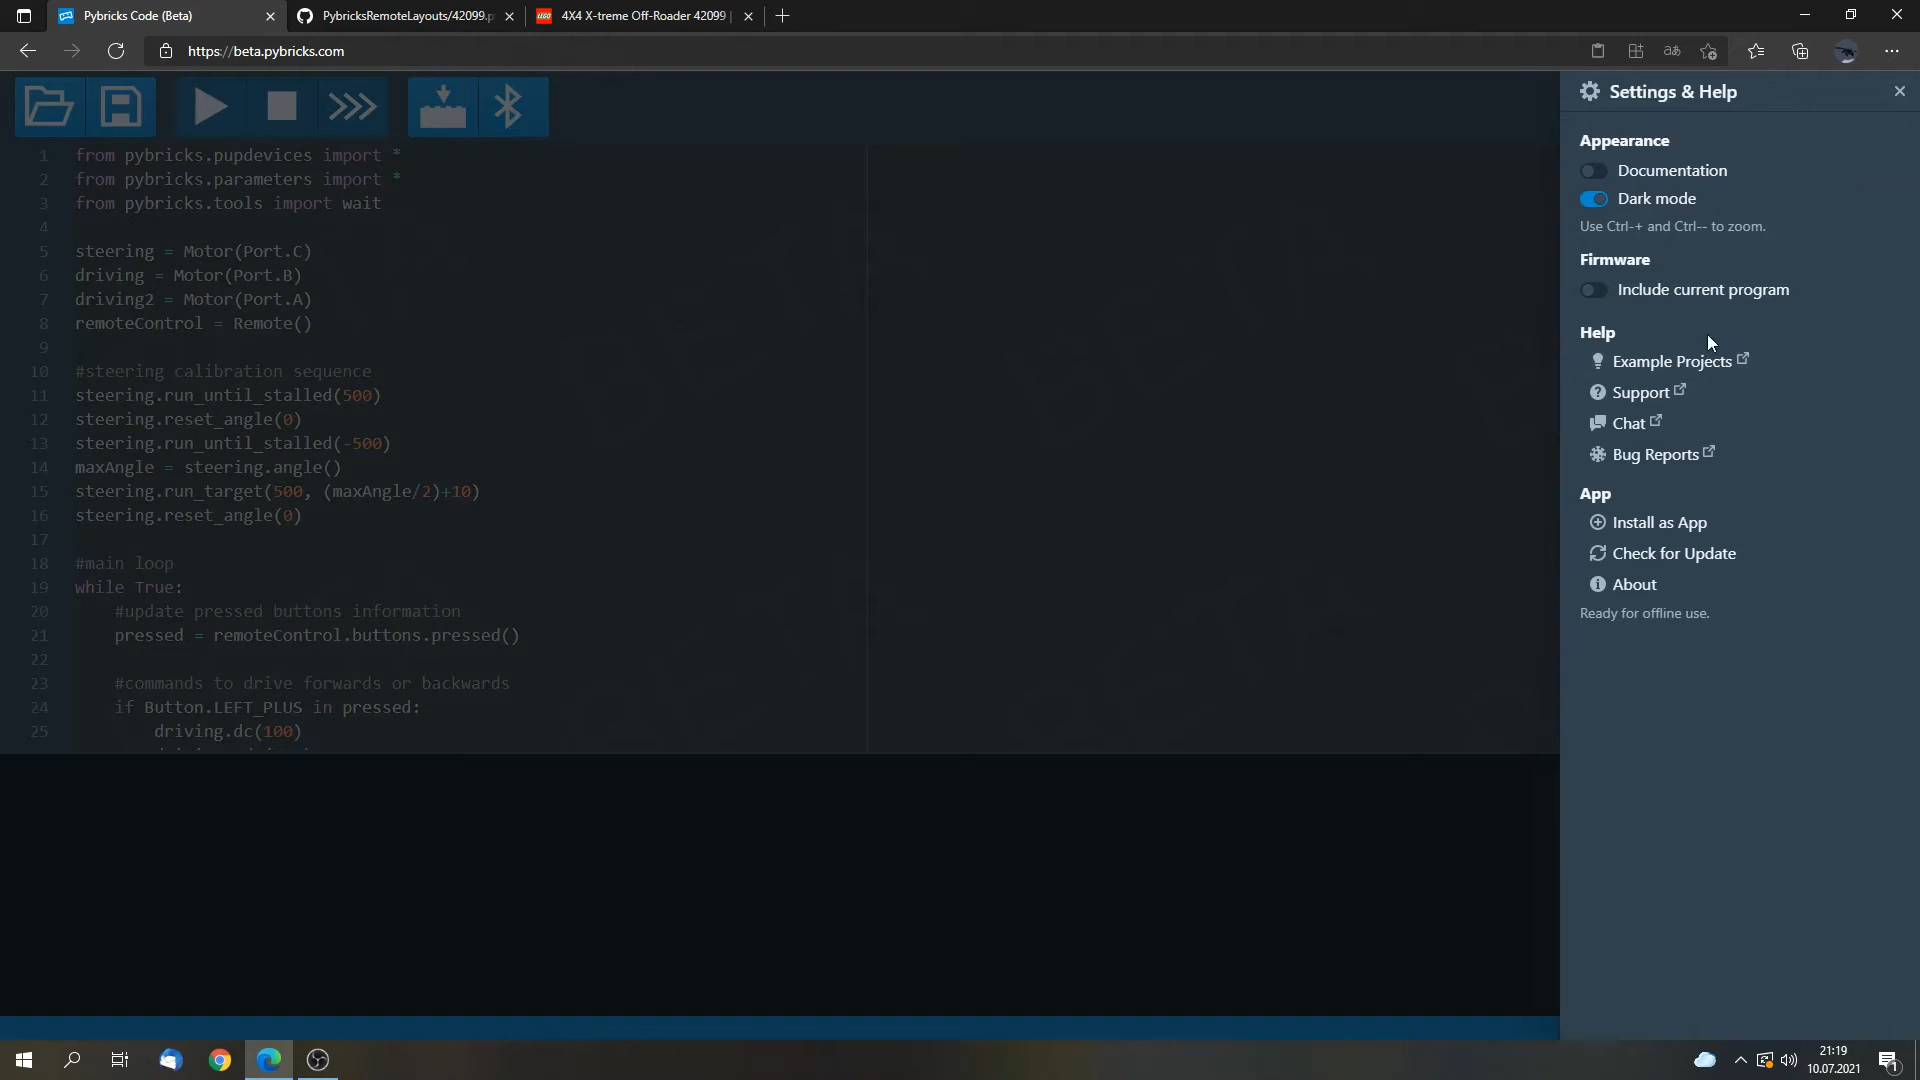 Pybricks Code (Beta)
PybricksRemoteLayouts/42099.p
4X4 X-treme Off-Roader 42099 |
https://beta.pybricks.com
Settings & Help
1 from pybricks.pupdevices import *
2 from pybricks.parameters import *
3 from pybricks.tools import wait
4
5 steering = Motor(Port.C)
6 driving = Motor(Port.B)
7 driving2 = Motor(Port.A)
8 remoteControl = Remote()
9
10 #steering calibration sequence
11 steering.run_until_stalled(500)
12 steering.reset_angle(0)
13 steering.run_until_stalled(-500)
14 maxAngle = steering.angle()
15 steering.run_target(500, (maxAngle/2)+10)
16 steering.reset_angle(0)
17
18 #main loop
19 while True:
20 #update pressed buttons information
21 pressed = remoteControl.buttons.pressed()
22
23 #commands to drive forwards or backwards
24 if Button.LEFT_PLUS in pressed:
25 driving.dc(100)
Appearance
Documentation
Dark mode
Use Ctrl-+ and Ctrl-- to zoom.
Firmware
Include current program
Help
Example Projects
Support
Chat
Bug Reports
App
Install as App
Check for Update
About
Ready for offline use.
21:19
10.07.2021
1